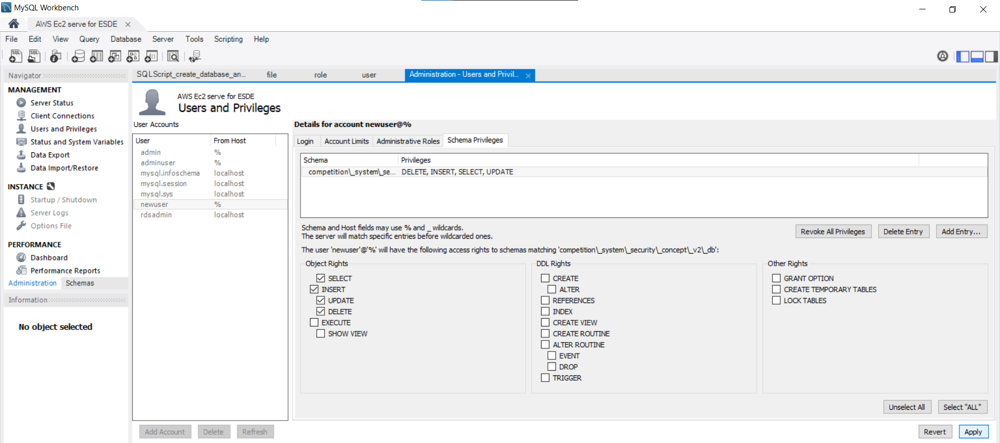 MySQL Workbench
AWS Ec2 serve for ESDE
File Edit View Query Database Server Tools Scripting Help
Navigator
MANAGEMENT
Server Status
Client Connections
Users and Privileges
Status and System Variables
Data Export
Data Import/Restore
INSTANCE
Startup / Shutdown
Server Logs
Options File
PERFORMANCE
Dashboard
Performance Reports
Administration Schemas
Information
No object selected
SQLScript_create_database_an... file role user Administration - Users and Privil...
AWS Ec2 serve for ESDE
Users and Privileges
User Accounts
User From Host
admin %
adminuser %
mysql.infoschema localhost
mysql.session localhost
mysql.sys localhost
newuser %
rdsadmin localhost
Add Account Delete Refresh
Details for account newuser@%
Login Account Limits Administrative Roles Schema Privileges
Schema Privileges
competition\_system\_se... DELETE, INSERT, SELECT, UPDATE
Schema and Host fields may use % and _ wildcards.
The server will match specific entries before wildcarded ones.
Revoke All Privileges Delete Entry Add Entry...
The user 'newuser'@'%' will have the following access rights to schemas matching 'competition\_system\_security\_concept\_v2\_db':
Object Rights
SELECT
INSERT
UPDATE
DELETE
EXECUTE
SHOW VIEW
DDL Rights
CREATE
ALTER
REFERENCES
INDEX
CREATE VIEW
CREATE ROUTINE
ALTER ROUTINE
EVENT
DROP
TRIGGER
Other Rights
GRANT OPTION
CREATE TEMPORARY TABLES
LOCK TABLES
Unselect All Select "ALL"
Revert Apply